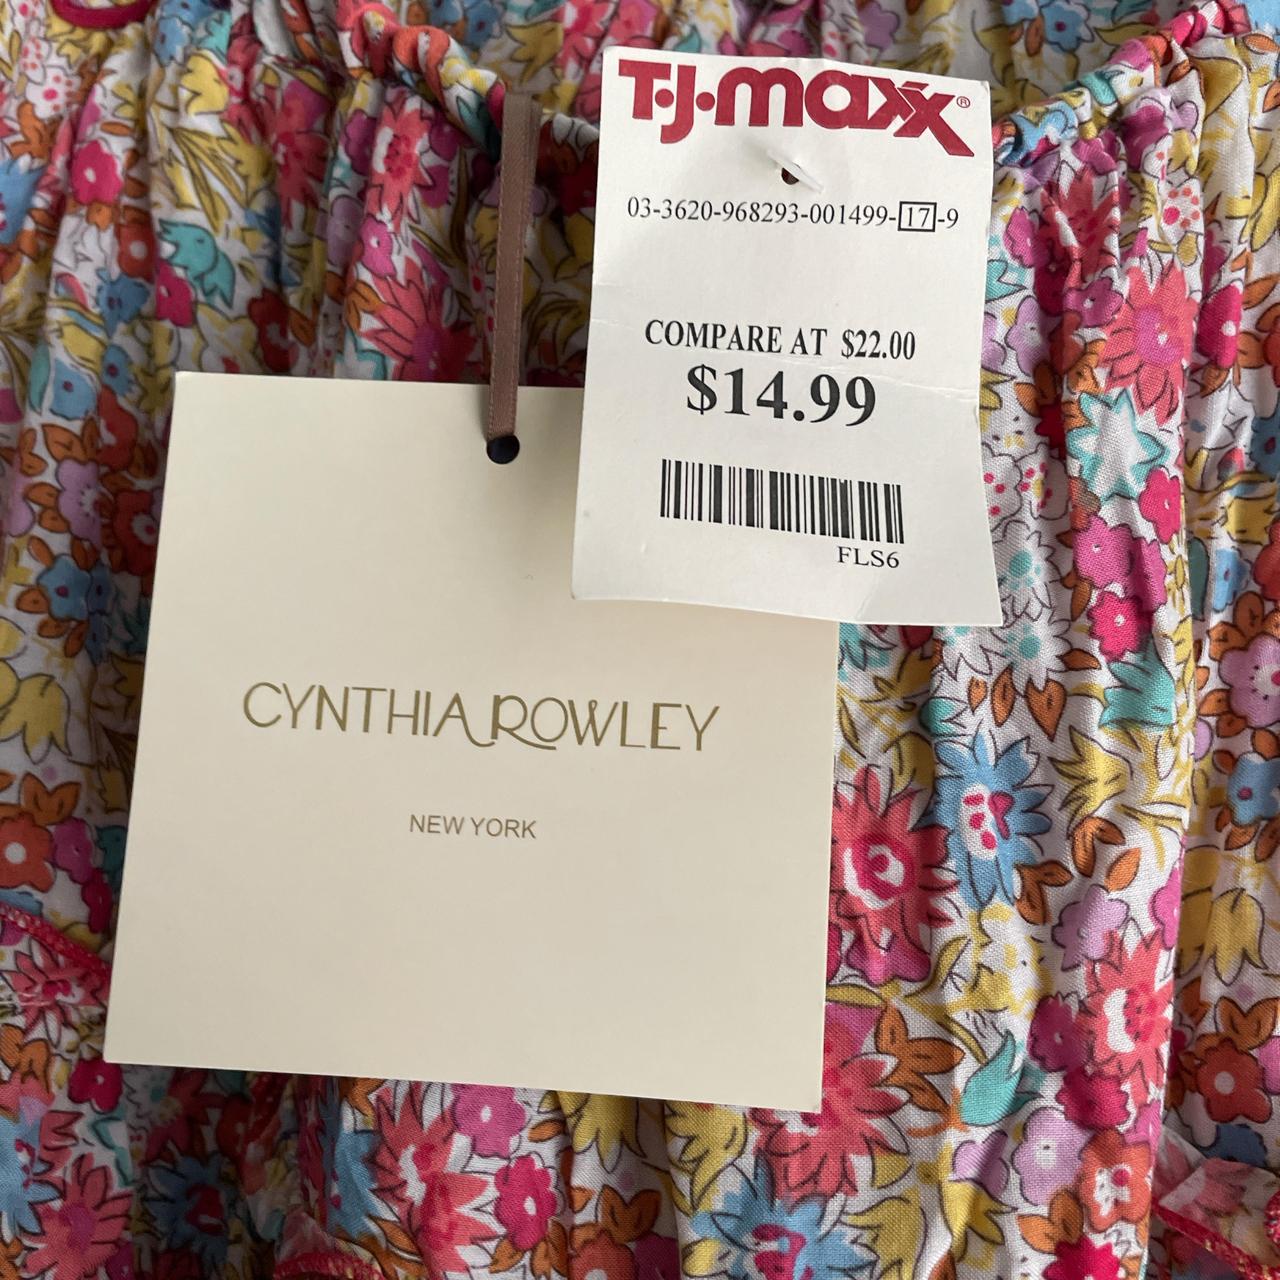 T•J•maxx®
03-3620-968293-001499-17-9
COMPARE AT $22.00
$14.99
FLS6
CYNTHIA ROWLEY
NEW YORK